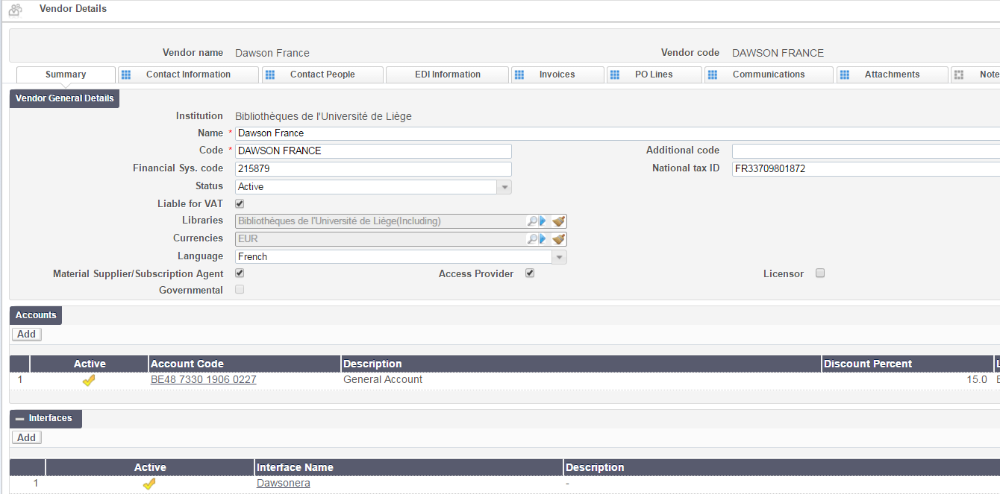 Vendor Details
Vendor name Dawson France Vendor code DAWSON FRANCE
Summary Contact Information Contact People EDI Information Invoices PO Lines Communications Attachments Note
Vendor General Details
Institution Bibliothèques de l'Université de Liège
Name * Dawson France
Code * DAWSON FRANCE Additional code
Financial Sys. code 215879 National tax ID FR33709801872
Status Active
Liable for VAT
Libraries Bibliothèques de l'Université de Liège(Including)
Currencies EUR
Language French
Material Supplier/Subscription Agent Access Provider Licensor
Governmental
Accounts
Add
Active Account Code Description Discount Percent
1 BE48 7330 1906 0227 General Account 15.0
Interfaces
Add
Active Interface Name Description
1 Dawsonera -